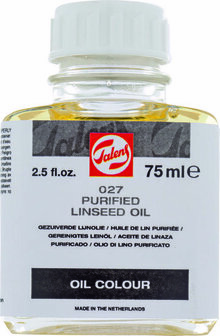 Talens
2.5 fl.oz. 75 ml e
027
PURIFIED
LINSEED OIL
GEZUIVERDE LIJNOLIE / HUILE DE LIN PURIFIÉE /
GEREINIGTES LEINÖL / ACEITE DE LINAZA
PURIFICADO / OLIO DI LINO PURIFICATO
OIL COLOUR
MADE IN THE NETHERLANDS